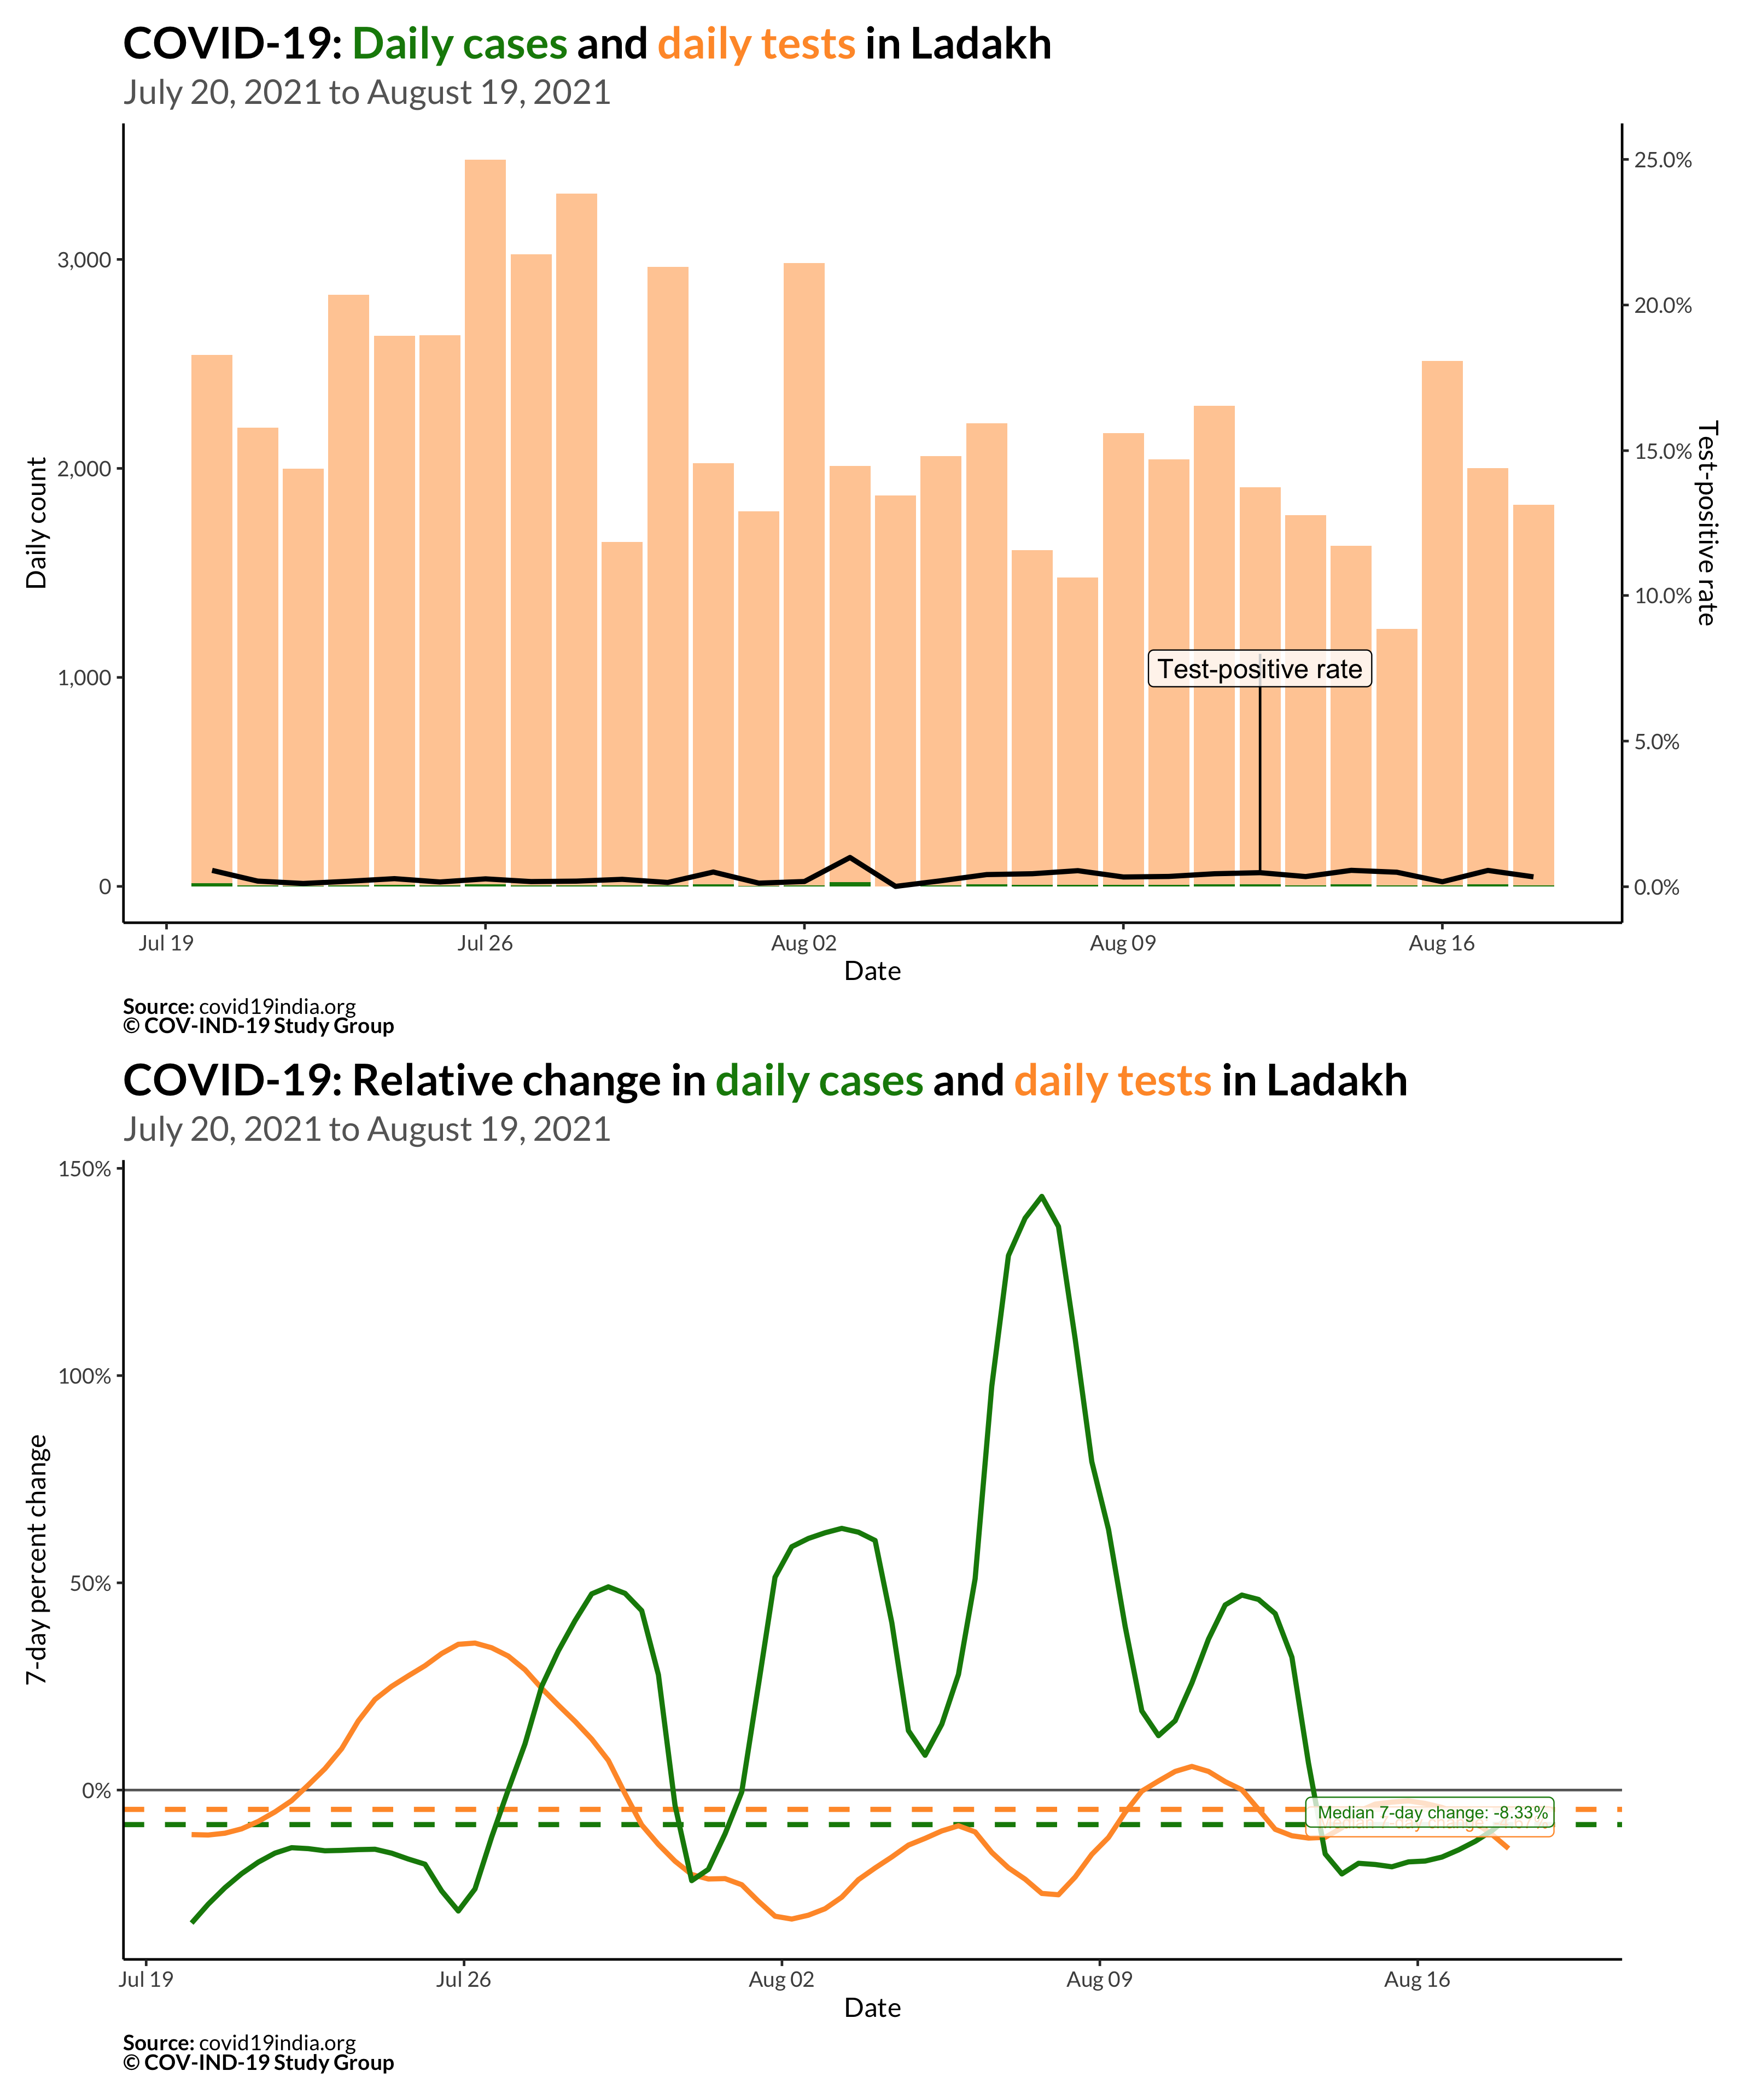 COVID-19: Daily cases and daily tests in Ladakh
July 20, 2021 to August 19, 2021
Daily count
3,000
2,000
1,000
0
25.0%
20.0%
15.0%
10.0%
5.0%
0.0%
Test-positive rate
Test-positive rate
Jul 19
Jul 26
Aug 02
Aug 09
Aug 16
Date
Source: covid19india.org
© COV-IND-19 Study Group
COVID-19: Relative change in daily cases and daily tests in Ladakh
July 20, 2021 to August 19, 2021
7-day percent change
150%
100%
50%
0%
Median 7-day change: -8.33%
Median 7-day change:
Jul 19
Jul 26
Aug 02
Aug 09
Aug 16
Date
Source: covid19india.org
© COV-IND-19 Study Group